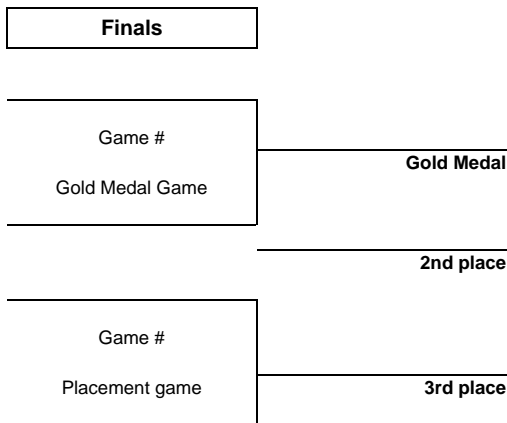 Finals
Game #
Gold Medal
Gold Medal Game
2nd place
Game #
Placement game
3rd place